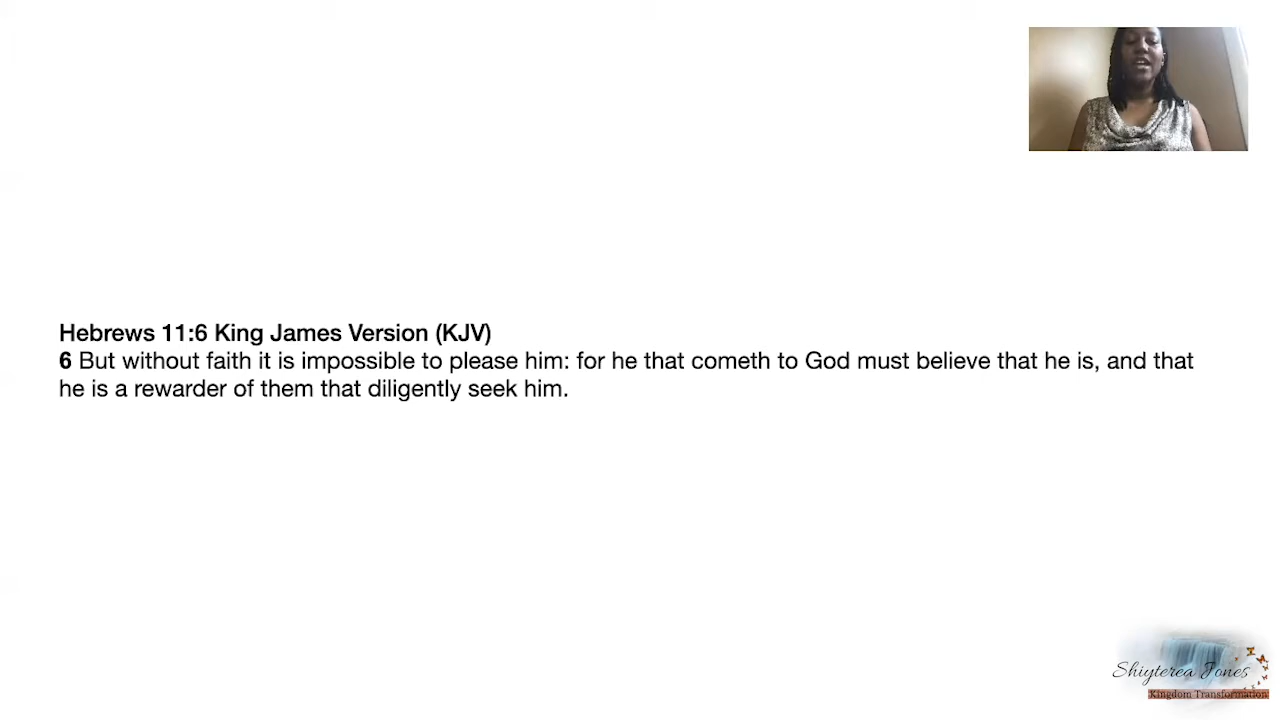 Hebrews 11:6 King James Version (KJV)
6 But without faith it is impossible to please him: for he that cometh to God must believe that he is, and that
he is a rewarder of them that diligently seek him.
Shiyterea Jones
Kingdom Transformation